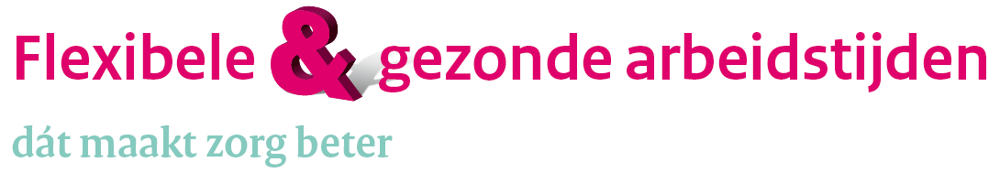 Flexibele & gezonde arbeidstijden
dát maakt zorg beter